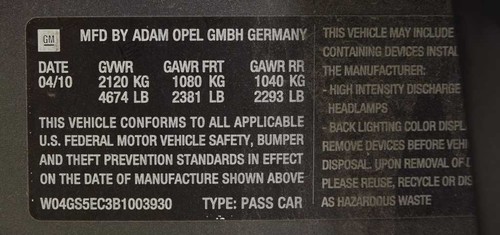 GM
MFD BY ADAM OPEL GMBH GERMANY
DATE GVWR GAWR FRT GAWR RR
04/10 2120 KG 1080 KG 1040 KG
4674 LB 2381 LB 2293 LB
THIS VEHICLE CONFORMS TO ALL APPLICABLE
U.S. FEDERAL MOTOR VEHICLE SAFETY, BUMPER
AND THEFT PREVENTION STANDARDS IN EFFECT
ON THE DATE OF MANUFACTURE SHOWN ABOVE
W04GS5EC3B1003930 TYPE: PASS CAR
THIS VEHICLE MAY INCLUDE
CONTAINING DEVICES INSTAL
THE MANUFACTURER:
- HIGH INTENSITY DISCHARGE
HEADLAMPS
- BACK LIGHTING COLOR DISPL
REMOVE DEVICES BEFORE VEHI
DISPOSAL. UPON REMOVAL OF D
PLEASE REUSE, RECYCLE OR DIS
AS HAZARDOUS WASTE